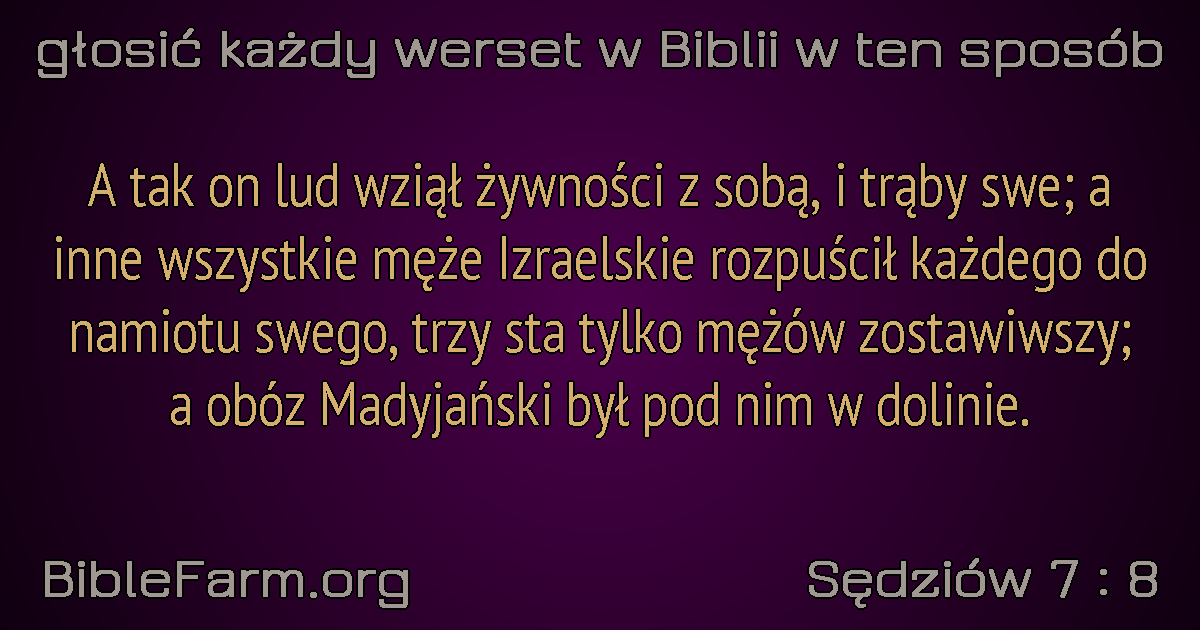 głosić każdy werset w Biblii w ten sposób
A tak on lud wziął żywności z sobą, i trąby swe; a
inne wszystkie męże Izraelskie rozpuścił każdego do
namiotu swego, trzy sta tylko mężów zostawiwszy;
a obóz Madyjański był pod nim w dolinie.
BibleFarm.org
Sędziów 7 : 8